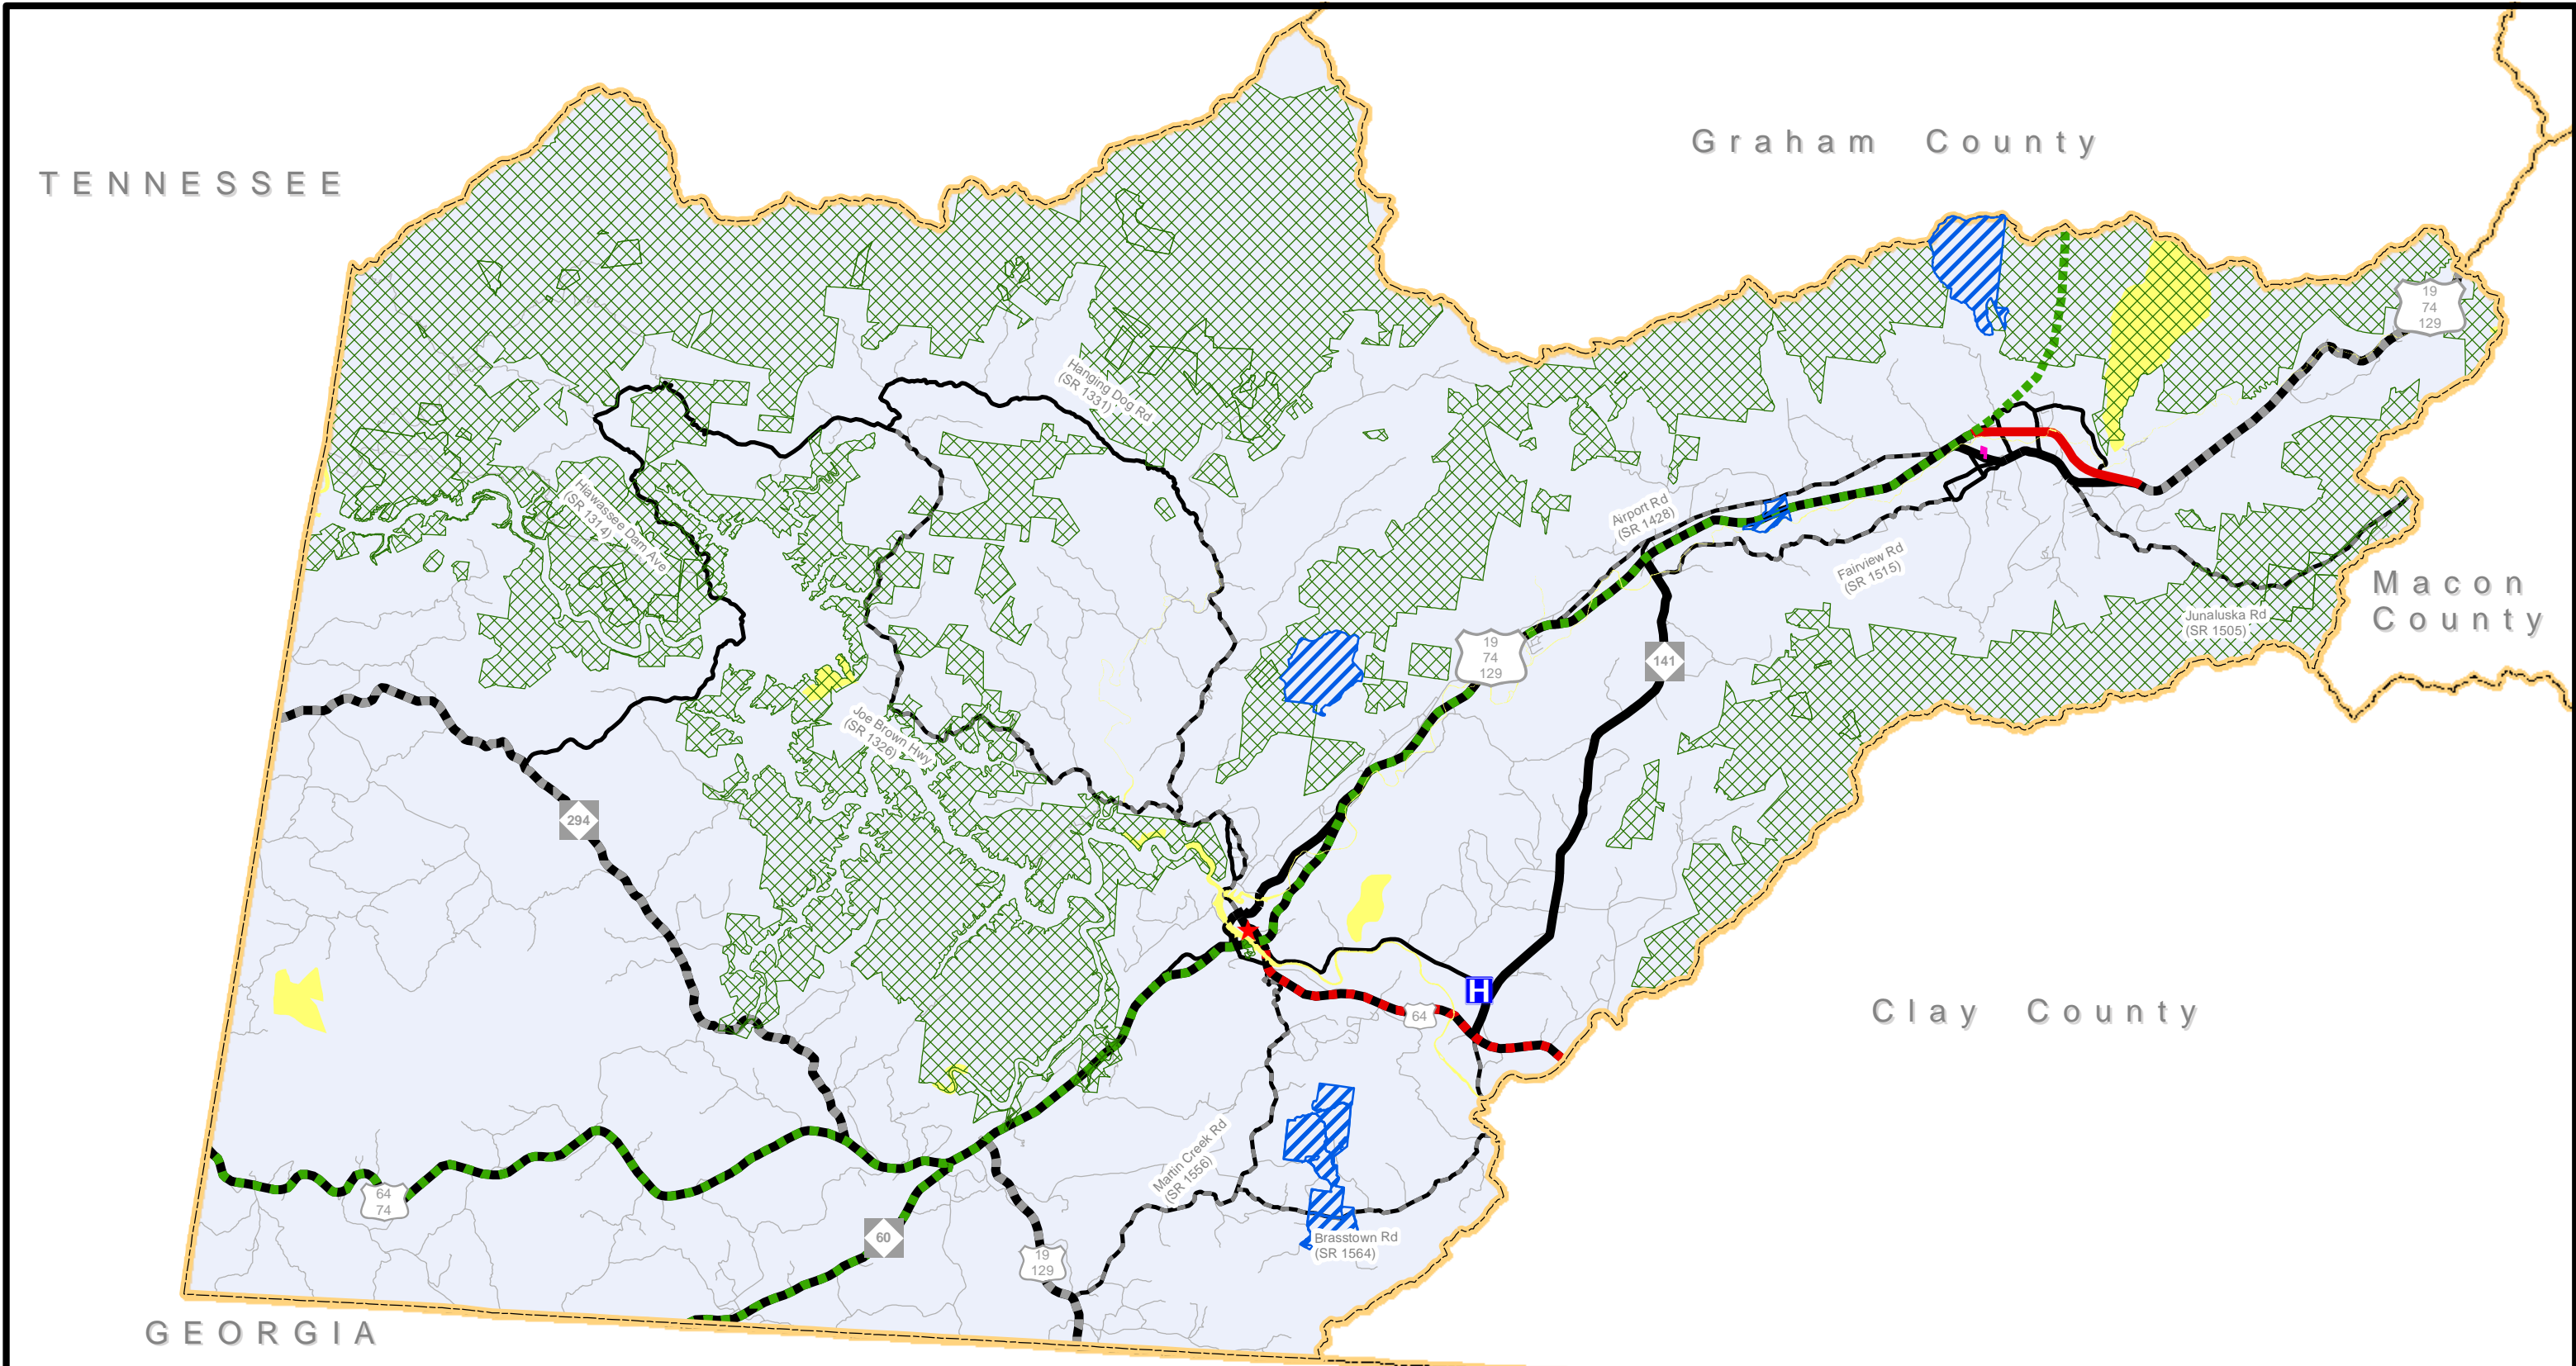 Graham County
TENNESSEE
19
74
129
Hanging Dog Rd
(SR 1331)
Hiawassee Dam Ave
(SR 1314)
Airport Rd
(SR 1428)
Fairview Rd
(SR 1515)
Macon
County
Junaluska Rd
(SR 1505)
19
74
129
141
Joe Brown Hwy
(SR 1326)
294
H
64
Clay County
Martin Creek Rd
(SR 1556)
64
74
60
19
129
Brasstown Rd
(SR 1564)
GEORGIA